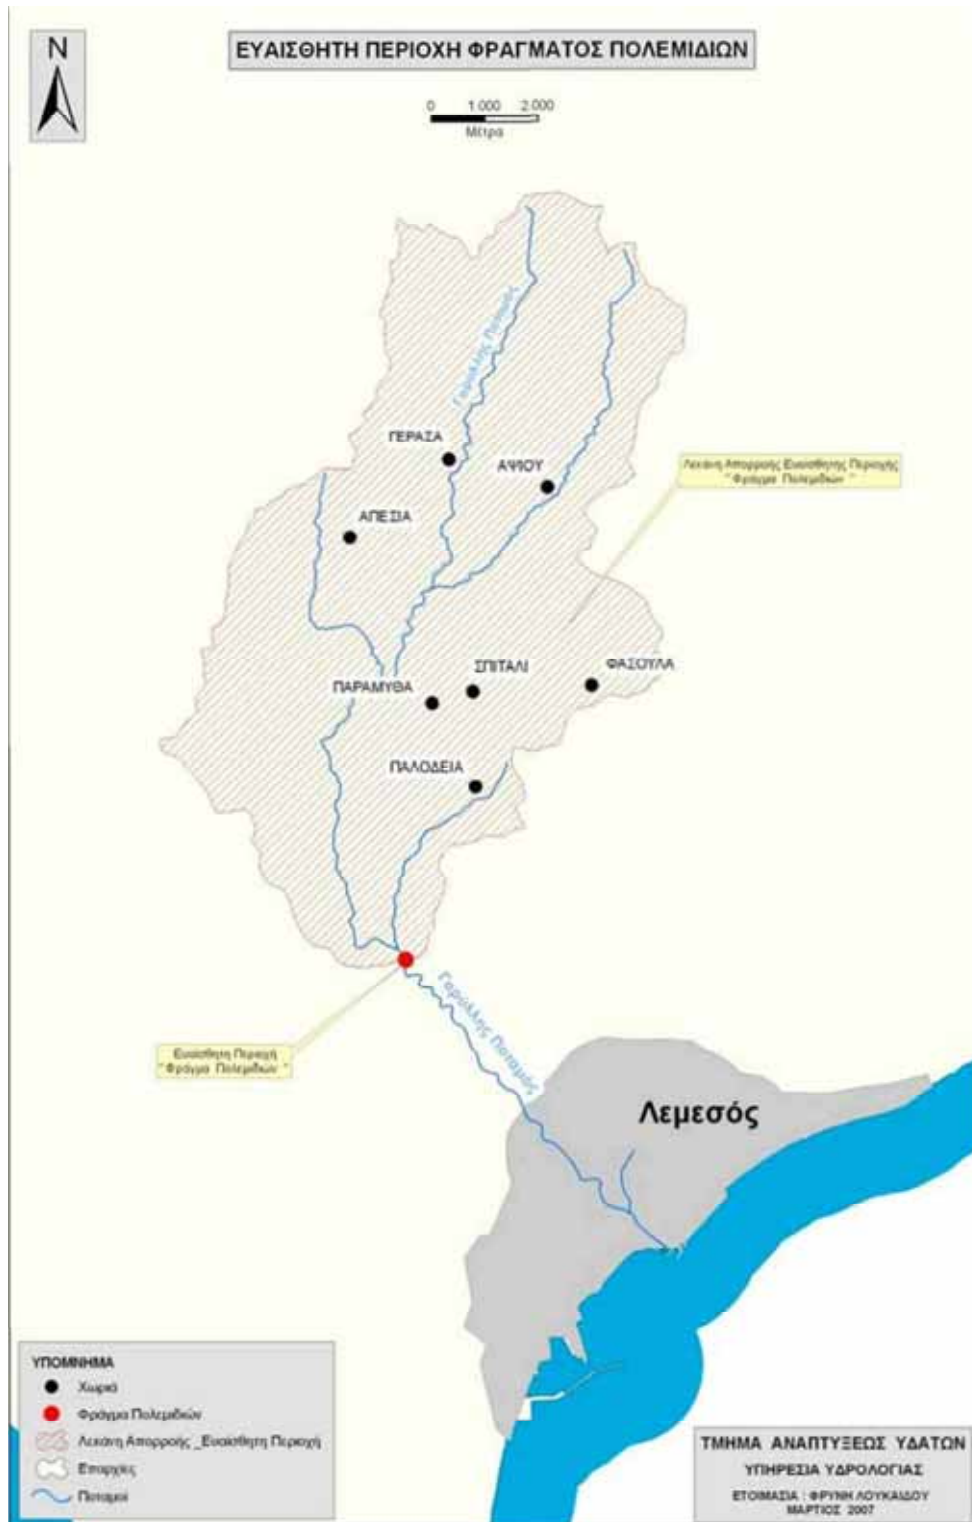 N
ΕΥΑΙΣΘΗΤΗ ΠΕΡΙΟΧΗ ΦΡΑΓΜΑΤΟΣ ΠΟΛΕΜΙΔΙΩΝ
0 1.000 2.000
Μέτρα
Γαρύλλης Ποταμός
ΓΕΡΑΣΑ
ΑΨΙΟΥ
Λεκάνη Απορροής Ευαίσθητης Περιοχής
"Φράγμα Πολεμιδιών "
ΑΠΕΣΙΑ
ΣΠΙΤΑΛΙ
ΦΑΣΟΥΛΑ
ΠΑΡΑΜΥΘΑ
ΠΑΛΟΔΕΙΑ
Γαρύλλης Ποταμός
Ευαίσθητη Περιοχή
"Φράγμα Πολεμιδιών "
Λεμεσός
ΥΠΟΜΝΗΜΑ
Χωριά
Φράγμα Πολεμιδιών
Λεκάνη Απορροής _Ευαίσθητη Περιοχή
Επαρχίες
Ποταμοί
ΤΜΗΜΑ ΑΝΑΠΤΥΞΕΩΣ ΥΔΑΤΩΝ
ΥΠΗΡΕΣΙΑ ΥΔΡΟΛΟΓΙΑΣ
ΕΤΟΙΜΑΣΙΑ : ΦΡΥΝΗ ΛΟΥΚΑΙΔΟΥ
ΜΑΡΤΙΟΣ 2007